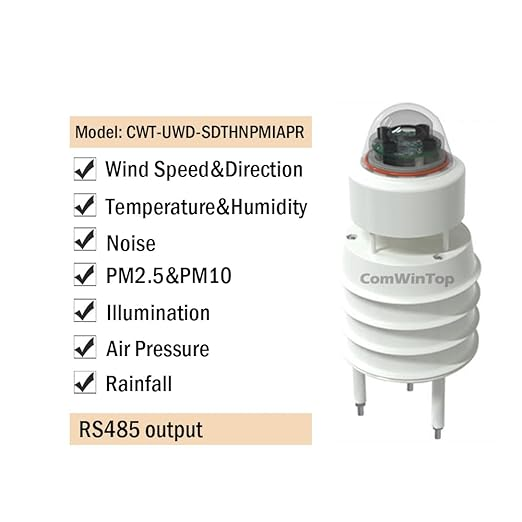 Model: CWT-UWD-SDTHNPMIAPR
Wind Speed&Direction
Temperature&Humidity
Noise
PM2.5&PM10
Illumination
Air Pressure
Rainfall
RS485 output
ComWinTop